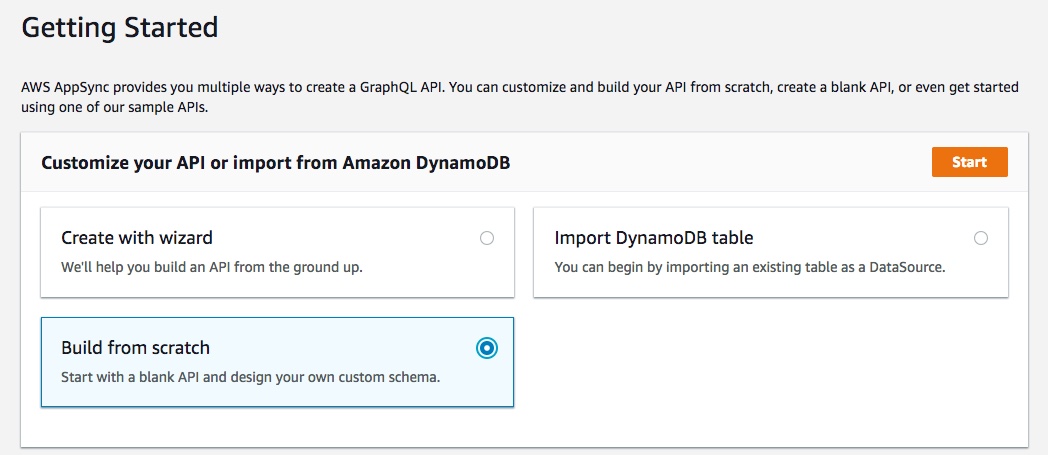 Getting Started
AWS AppSync provides you multiple ways to create a GraphQL API. You can customize and build your API from scratch, create a blank API, or even get started
using one of our sample APIs.
Customize your API or import from Amazon DynamoDB
Start
Create with wizard
We'll help you build an API from the ground up.
Import DynamoDB table
You can begin by importing an existing table as a DataSource.
Build from scratch
Start with a blank API and design your own custom schema.